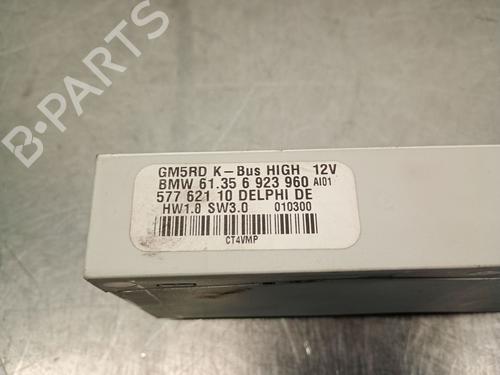 B-PARTS
GM5RD K-Bus HIGH 12V
BMW 61.35 6 923 960 AI01
577 621 10 DELPHI DE
HW1.8 SW3.0 010300
CT4VMP